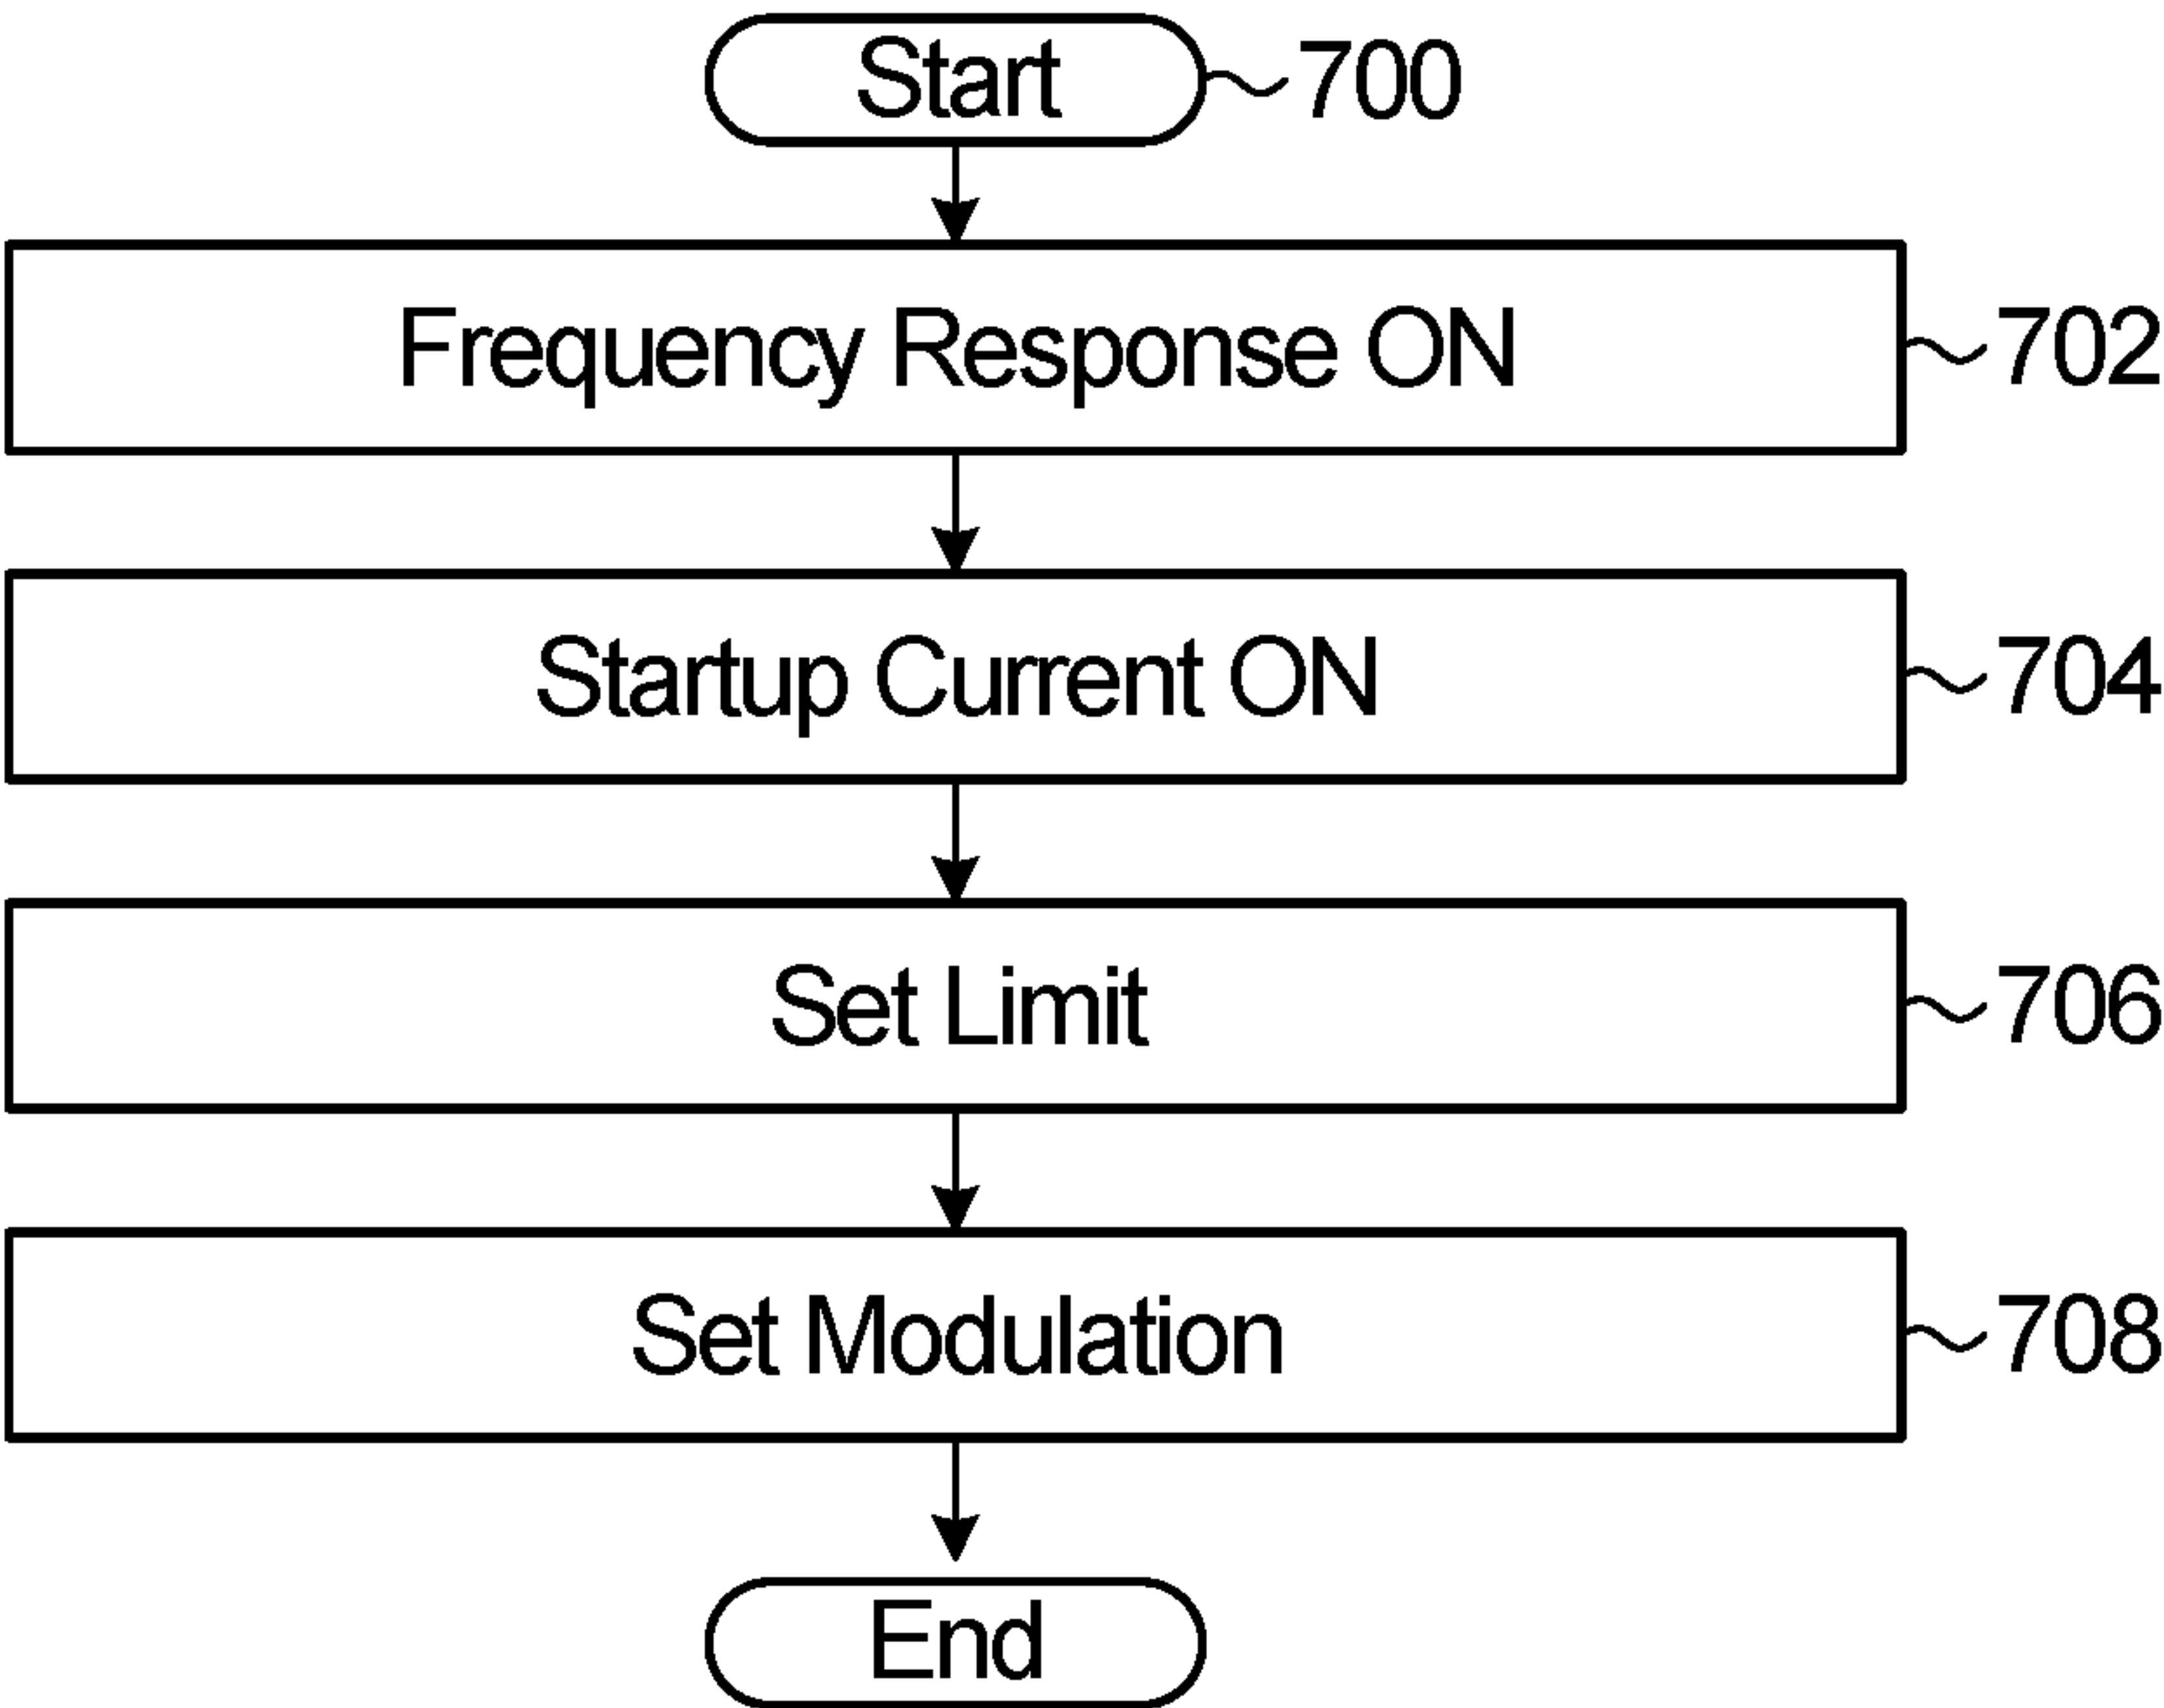 Start 700
Frequency Response ON 702
Startup Current ON 704
Set Limit 706
Set Modulation 708
End